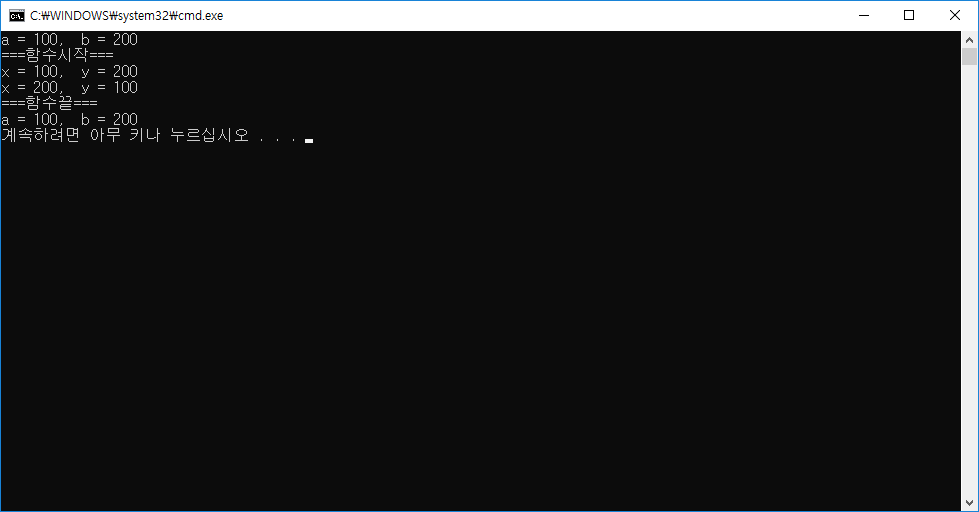 C:₩WINDOWS₩system32₩cmd.exe
a = 100,  b = 200
===함수시작===
x = 100,  y = 200
x = 200,  y = 100
===함수끝===
a = 100,  b = 200
계속하려면 아무 키나 누르십시오 . . .